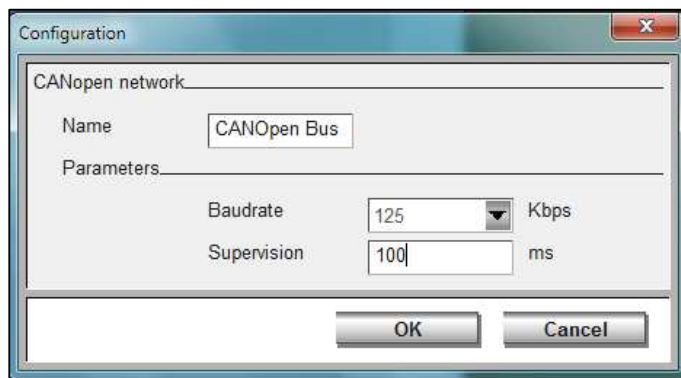 Configuration
CANopen network
Name CANOpen Bus
Parameters
Baudrate 125 Kbps
Supervision 100 ms
OK Cancel